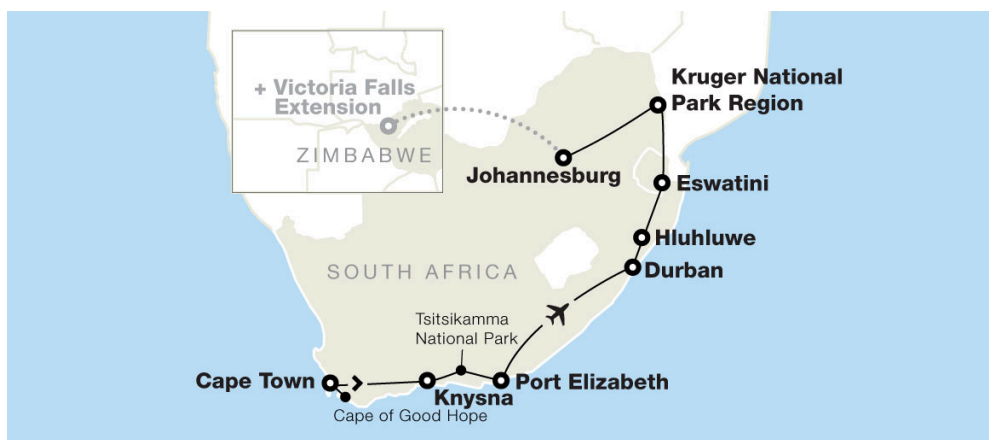 + Victoria Falls
Extension
ZIMBABWE
Kruger National
Park Region
Johannesburg
Eswatini
Hluhluwe
Durban
SOUTH AFRICA
Tsitsikamma
National Park
Cape Town
Knysna
Port Elizabeth
Cape of Good Hope